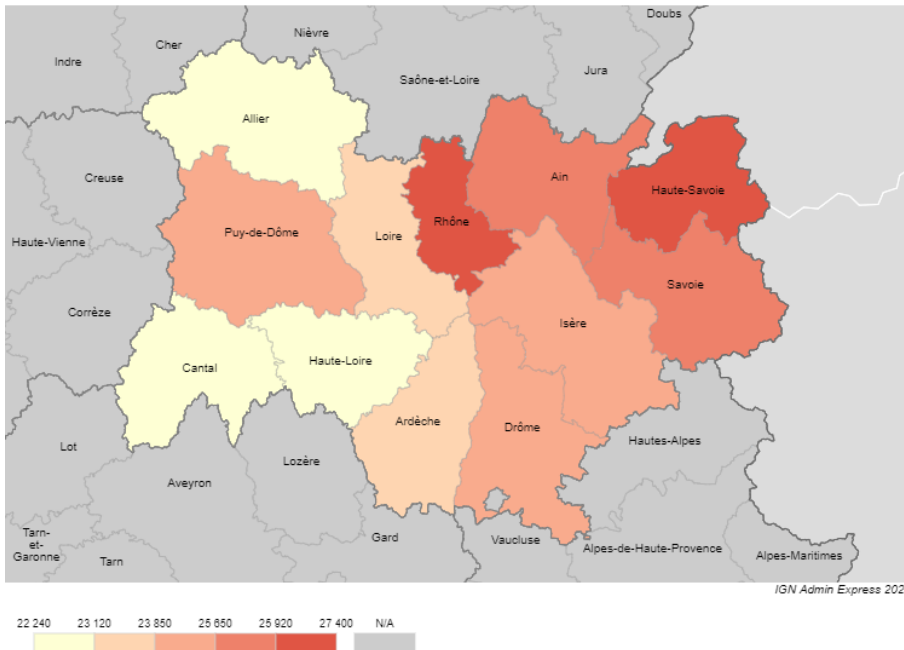 Doubs
Nièvre
Cher
Indre
Saône-et-Loire
Jura
Allier
Creuse
Ain
Haute-Savoie
Rhône
Puy-de-Dôme
Loire
Haute-Vienne
Savoie
Corrèze
Isère
Haute-Loire
Cantal
Ardèche
Drôme
Hautes-Alpes
Lot
Lozère
Aveyron
Tarn-
et-
Garonne
Gard
Vaucluse
Alpes-de-Haute-Provence
Alpes-Maritimes
Tarn
IGN Admin Express 202
22 240 23 120 23 850 25 650 25 920 27 400 N/A